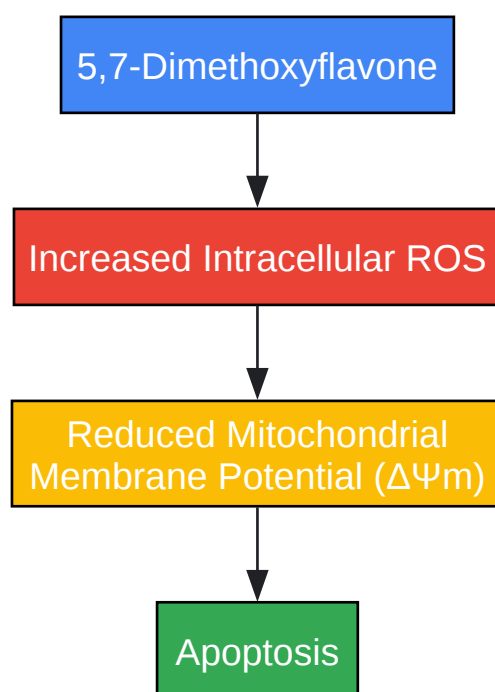 5,7-Dimethoxyflavone
Increased Intracellular ROS
Reduced Mitochondrial
Membrane Potential (ΔΨm)
Apoptosis